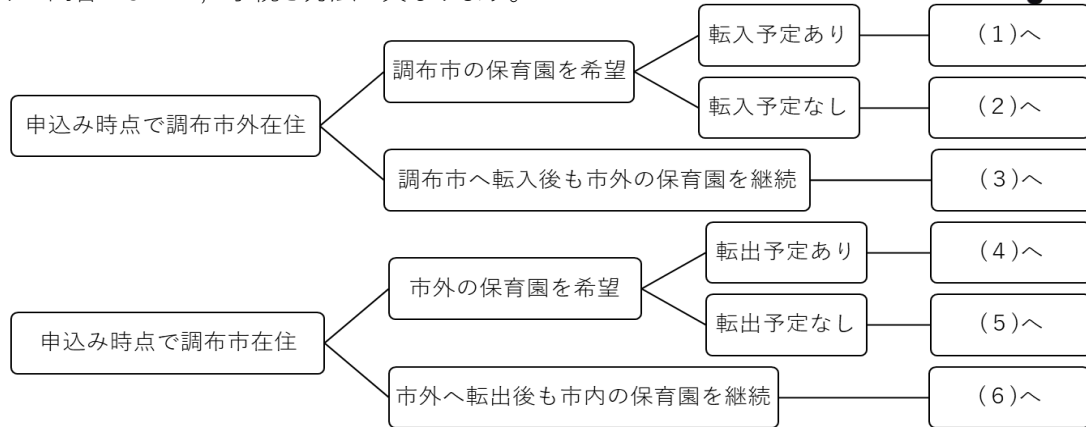 転入予定あり
(1)へ
調布市の保育園を希望
転入予定なし
(2)へ
申込み時点で調布市外在住
調布市へ転入後も市外の保育園を継続
(3)へ
転出予定あり
(4)へ
市外の保育園を希望
転出予定なし
(5)へ
申込み時点で調布市在住
市外へ転出後も市内の保育園を継続
(6)へ